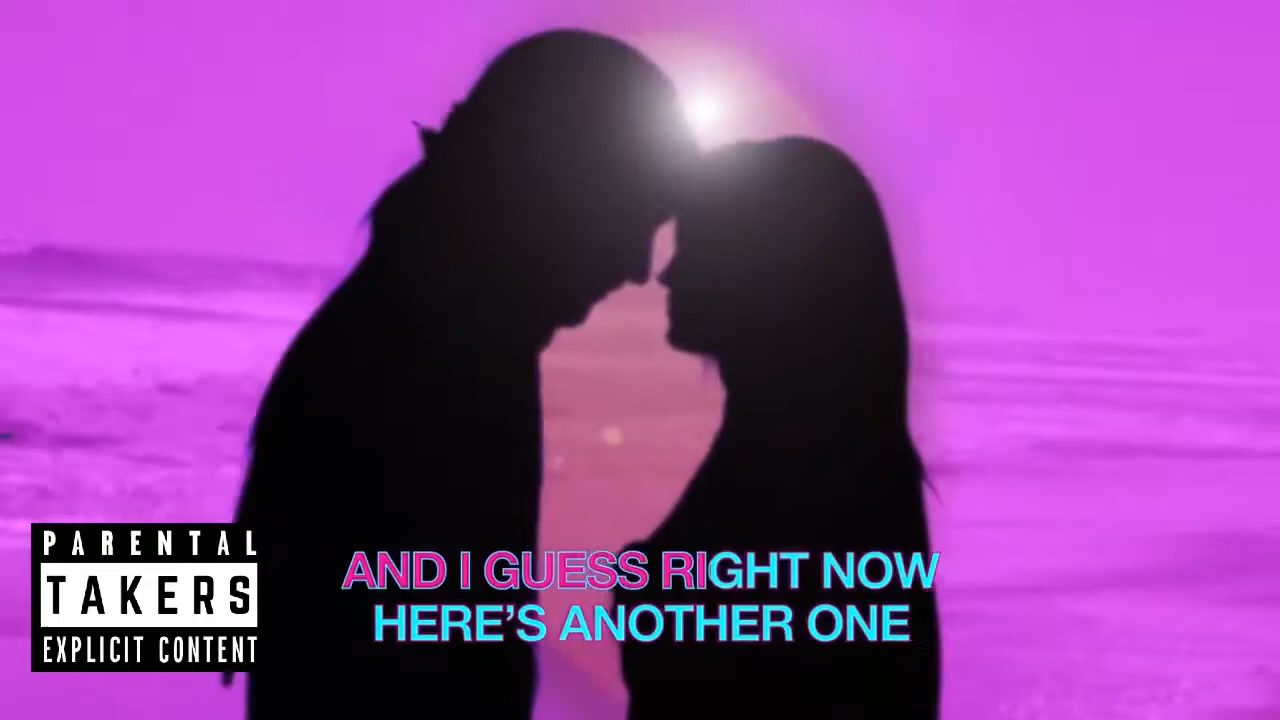 AND I GUESS RIGHT NOW
HERE'S ANOTHER ONE
PARENTAL
TAKERS
EXPLICIT CONTENT